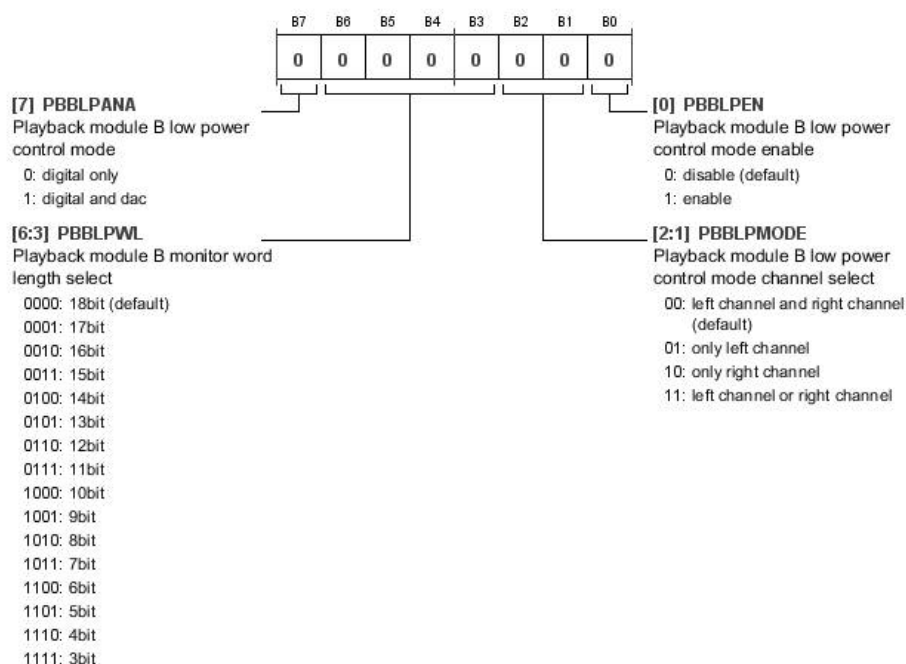 B7 B6 B5 B4 B3 B2 B1 B0
0 0 0 0 0 0 0 0
[7] PBBLPANA
Playback module B low power
control mode
0: digital only
1: digital and dac
[6:3] PBBLPWL
Playback module B monitor word
length select
0000: 18bit (default)
0001: 17bit
0010: 16bit
0011: 15bit
0100: 14bit
0101: 13bit
0110: 12bit
0111: 11bit
1000: 10bit
1001: 9bit
1010: 8bit
1011: 7bit
1100: 6bit
1101: 5bit
1110: 4bit
1111: 3bit
[0] PBBLPEN
Playback module B low power
control mode enable
0: disable (default)
1: enable
[2:1] PBBLPMODE
Playback module B low power
control mode channel select
00: left channel and right channel
(default)
01: only left channel
10: only right channel
11: left channel or right channel